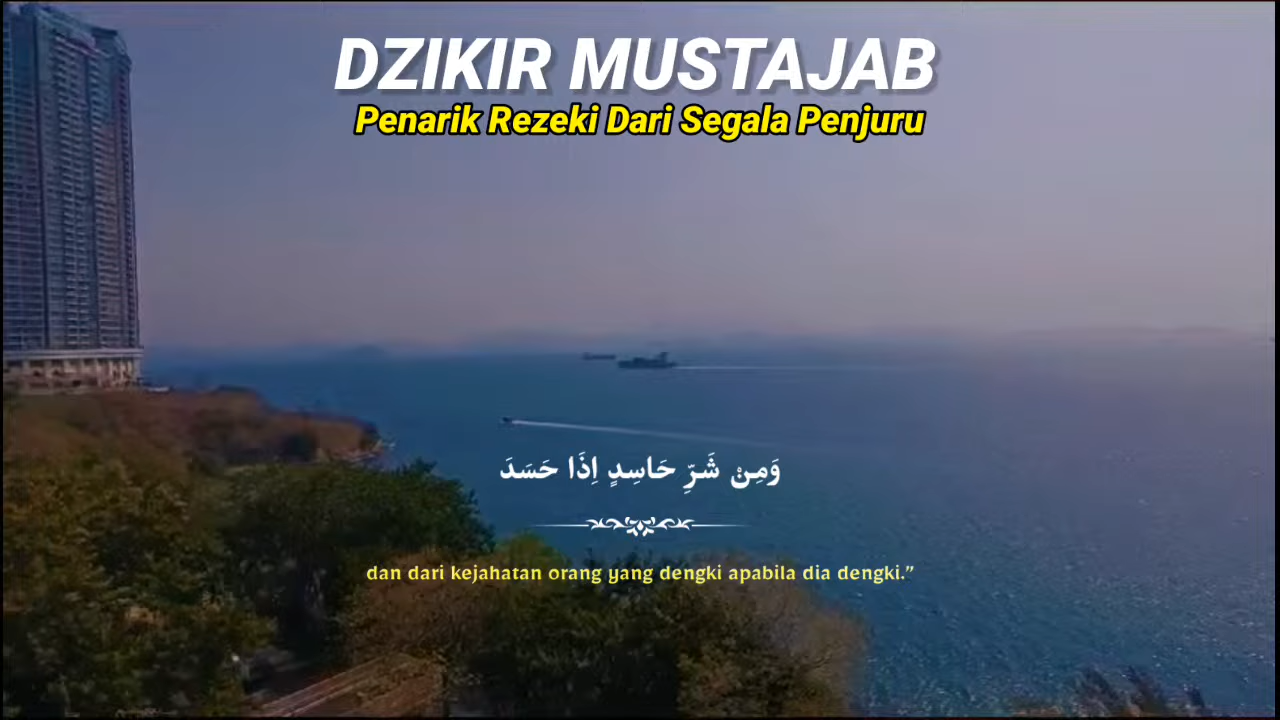 DZIKIR MUSTAJAB
Penarik Rezeki Dari Segala Penjuru
وَمِنْ شَرِّ حَاسِدٍ اِذَا حَسَدَ
dan dari kejahatan orang yang dengki apabila dia dengki.”